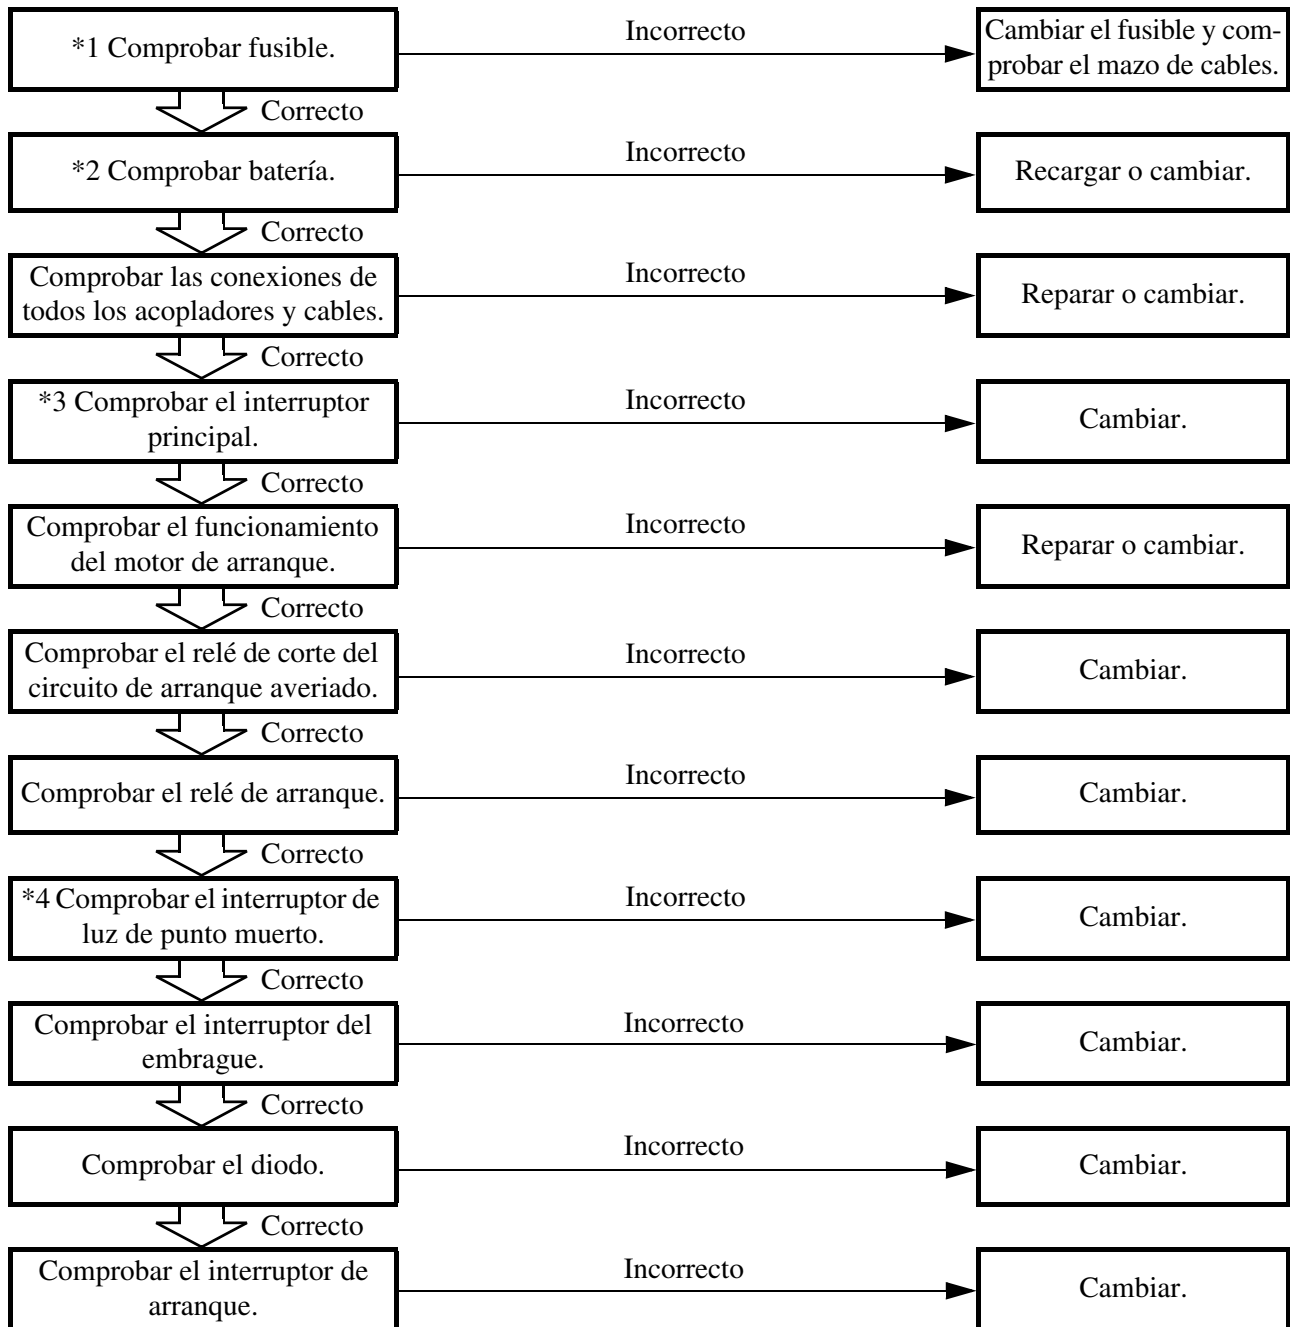 *1 Comprobar fusible.
Incorrecto
Cambiar el fusible y com-
probar el mazo de cables.
Correcto
*2 Comprobar batería.
Incorrecto
Recargar o cambiar.
Correcto
Comprobar las conexiones de
todos los acopladores y cables.
Incorrecto
Reparar o cambiar.
Correcto
*3 Comprobar el interruptor
principal.
Incorrecto
Cambiar.
Correcto
Comprobar el funcionamiento
del motor de arranque.
Incorrecto
Reparar o cambiar.
Correcto
Comprobar el relé de corte del
circuito de arranque averiado.
Incorrecto
Cambiar.
Correcto
Comprobar el relé de arranque.
Incorrecto
Cambiar.
Correcto
*4 Comprobar el interruptor de
luz de punto muerto.
Incorrecto
Cambiar.
Correcto
Comprobar el interruptor del
embrague.
Incorrecto
Cambiar.
Correcto
Comprobar el diodo.
Incorrecto
Cambiar.
Correcto
Comprobar el interruptor de
arranque.
Incorrecto
Cambiar.